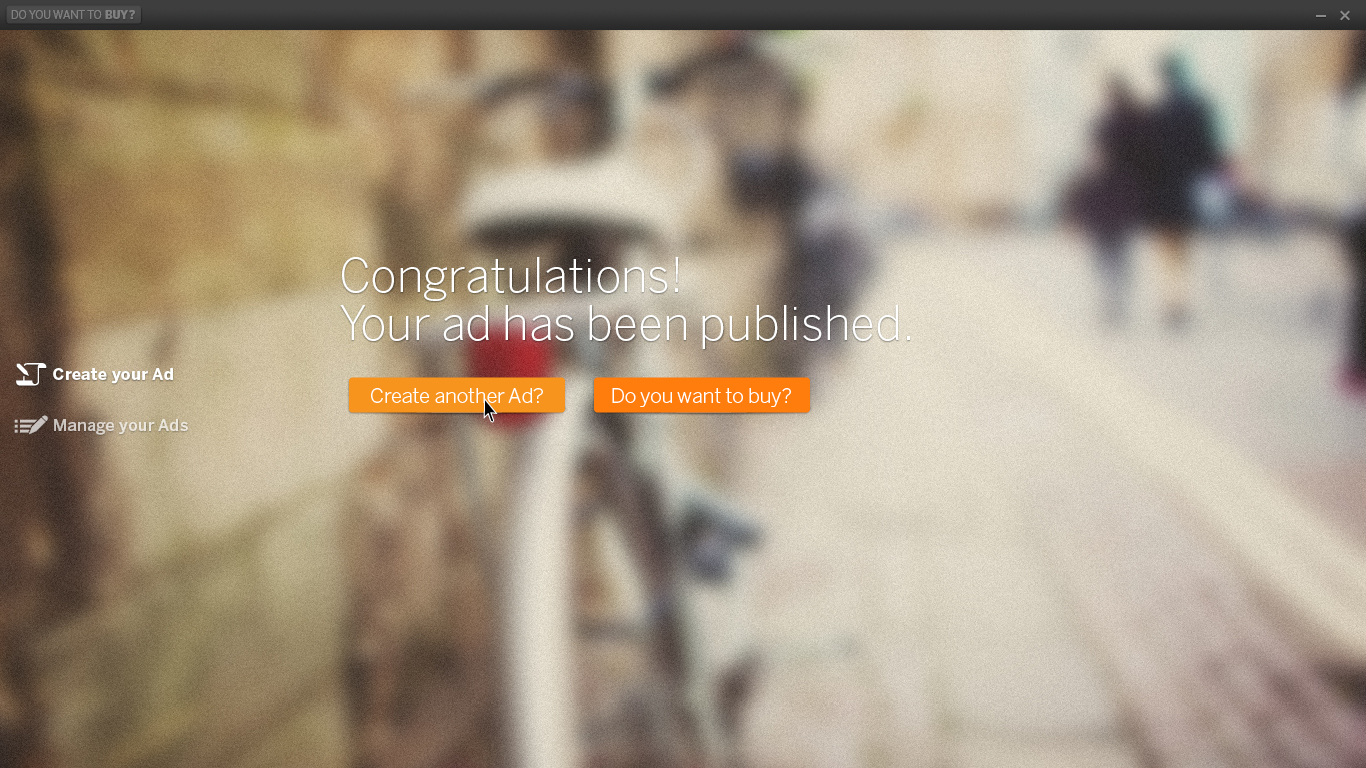 DO YOU WANT TO BUY?
Congratulations!
Your ad has been published.
Create your Ad
Create another Ad?
Do you want to buy?
Manage your Ads